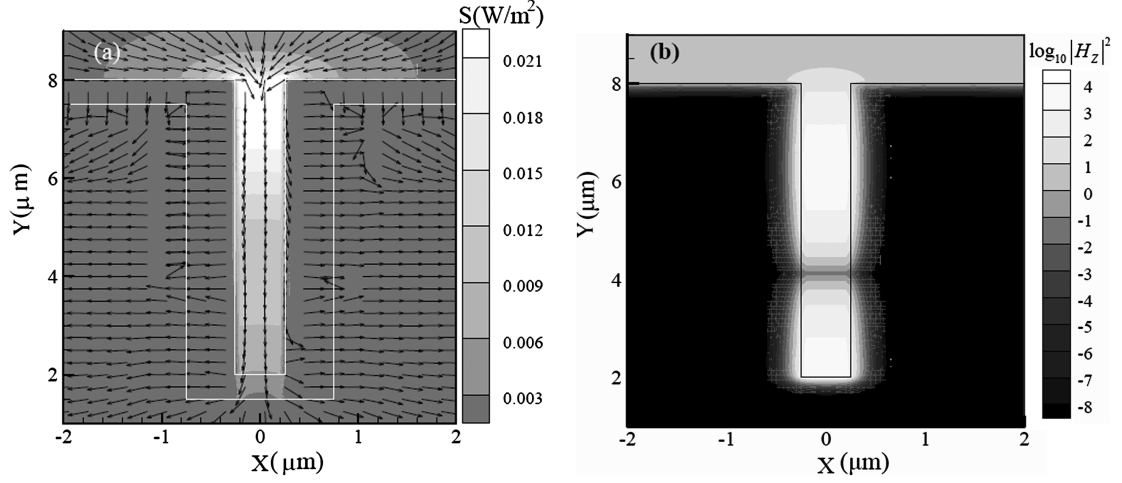 S(W/m²)
(a)
0.021
0.018
0.015
0.012
0.009
0.006
0.003
8
6
4
2
Y(μ m)
-2 -1 0 1 2
X(μm)
(b)
log₁₀|H_Z|²
4
3
2
1
0
-1
-2
-3
-4
-5
-6
-7
-8
8
6
4
2
Y(μm)
-2 -1 0 1 2
X (μm)